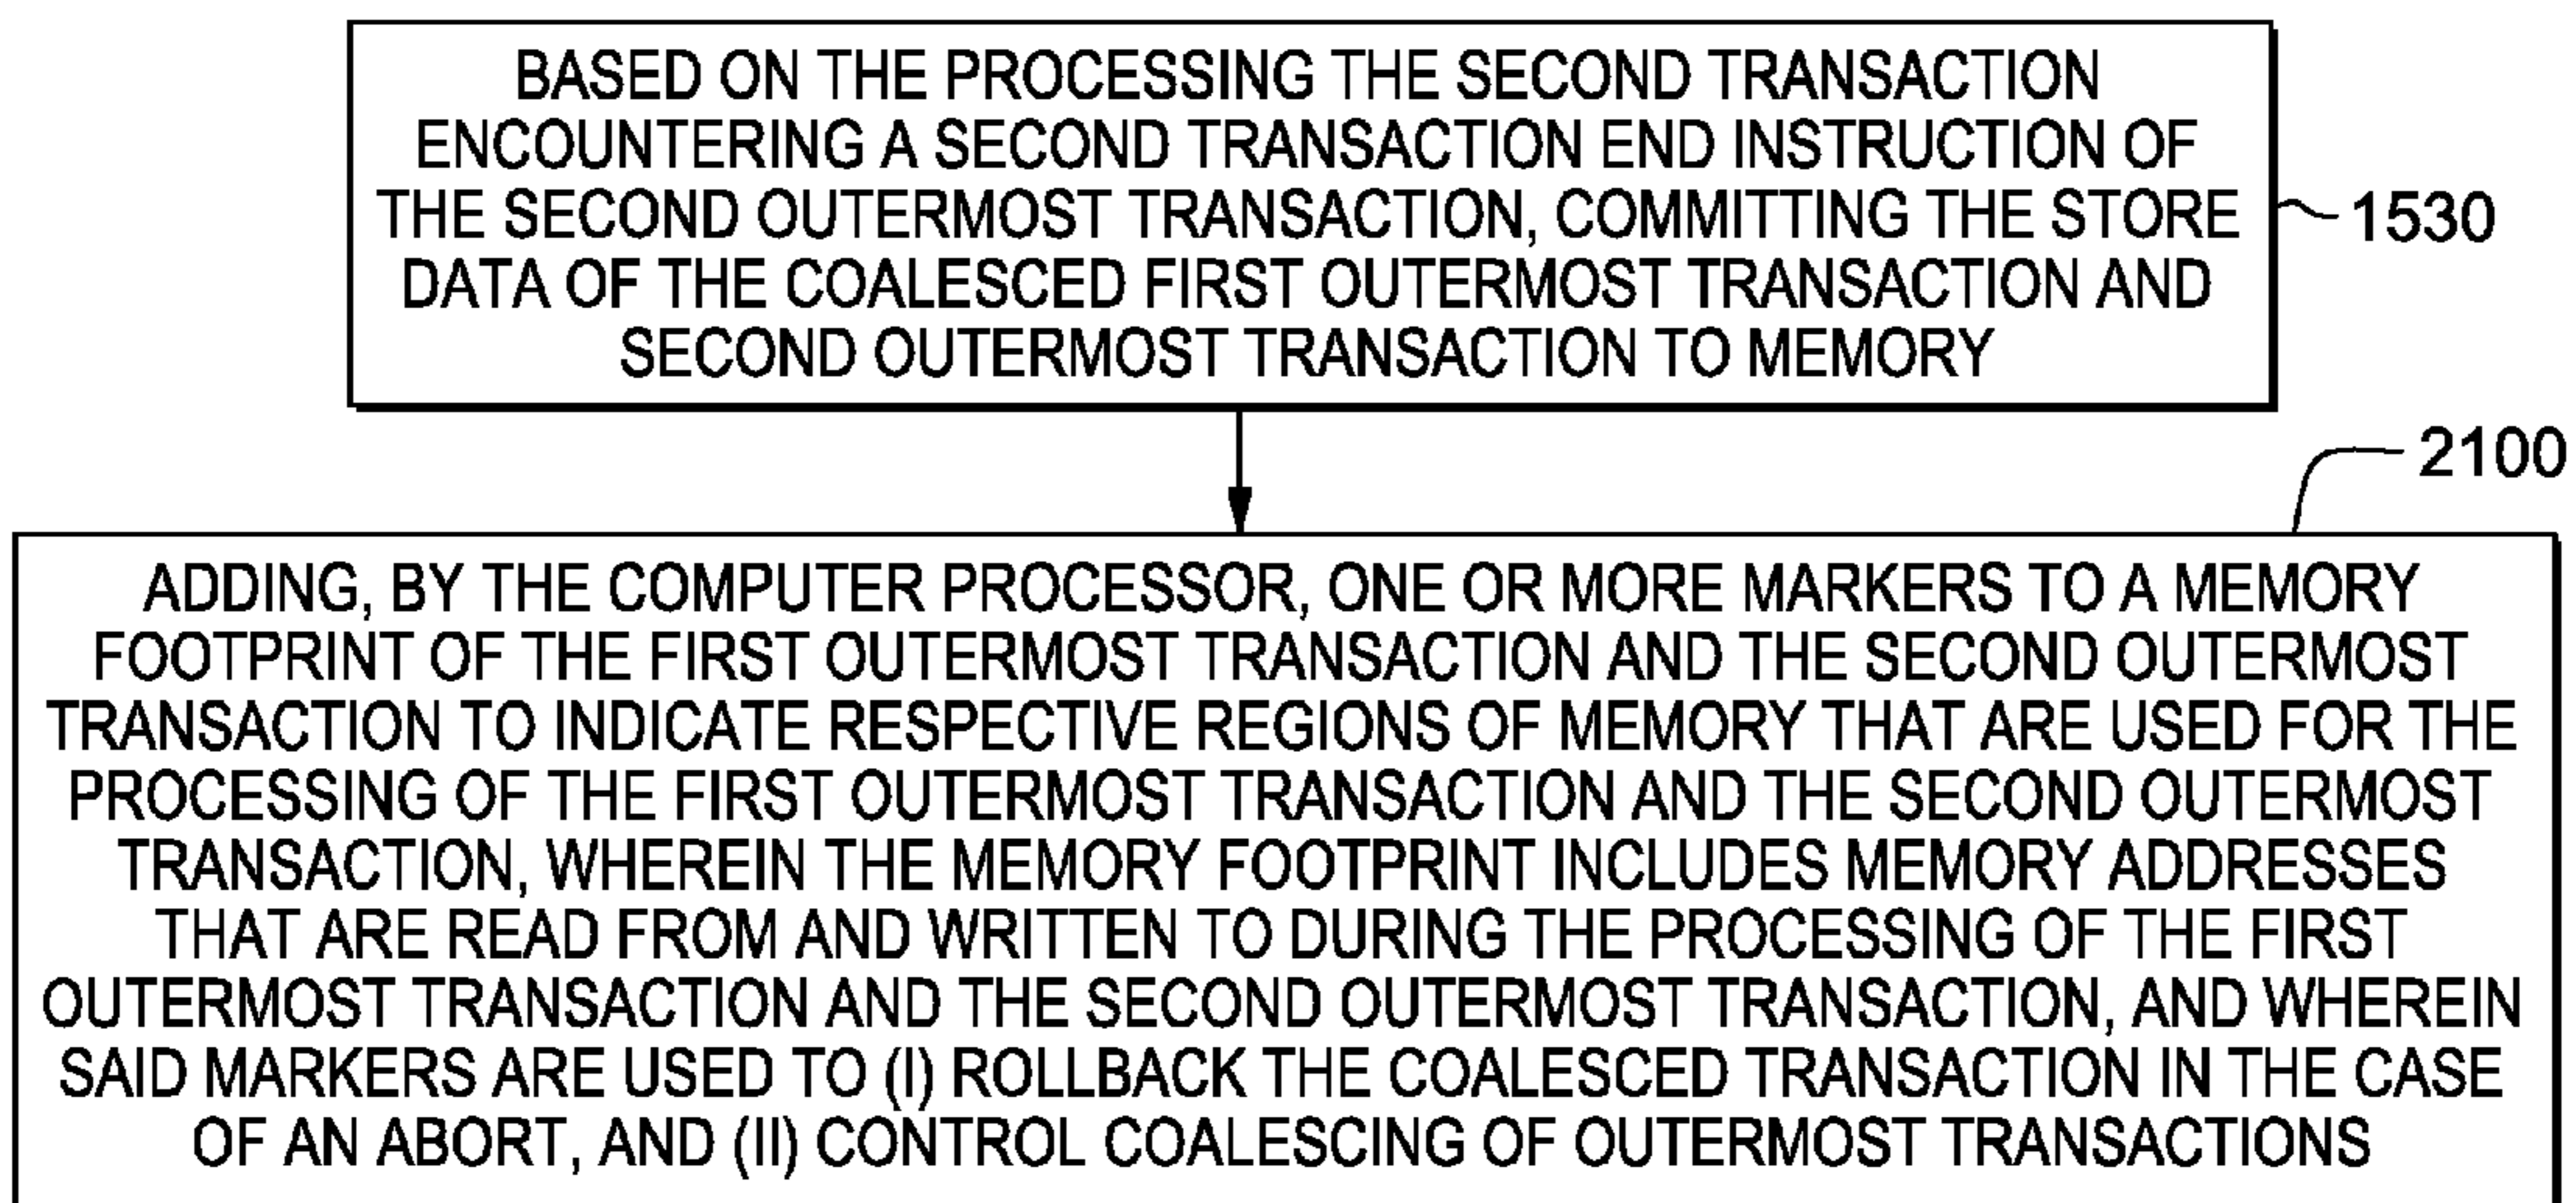 BASED ON THE PROCESSING THE SECOND TRANSACTION
ENCOUNTERING A SECOND TRANSACTION END INSTRUCTION OF
THE SECOND OUTERMOST TRANSACTION, COMMITTING THE STORE
DATA OF THE COALESCED FIRST OUTERMOST TRANSACTION AND
SECOND OUTERMOST TRANSACTION TO MEMORY
1530
2100
ADDING, BY THE COMPUTER PROCESSOR, ONE OR MORE MARKERS TO A MEMORY
FOOTPRINT OF THE FIRST OUTERMOST TRANSACTION AND THE SECOND OUTERMOST
TRANSACTION TO INDICATE RESPECTIVE REGIONS OF MEMORY THAT ARE USED FOR THE
PROCESSING OF THE FIRST OUTERMOST TRANSACTION AND THE SECOND OUTERMOST
TRANSACTION, WHEREIN THE MEMORY FOOTPRINT INCLUDES MEMORY ADDRESSES
THAT ARE READ FROM AND WRITTEN TO DURING THE PROCESSING OF THE FIRST
OUTERMOST TRANSACTION AND THE SECOND OUTERMOST TRANSACTION, AND WHEREIN
SAID MARKERS ARE USED TO (I) ROLLBACK THE COALESCED TRANSACTION IN THE CASE
OF AN ABORT, AND (II) CONTROL COALESCING OF OUTERMOST TRANSACTIONS